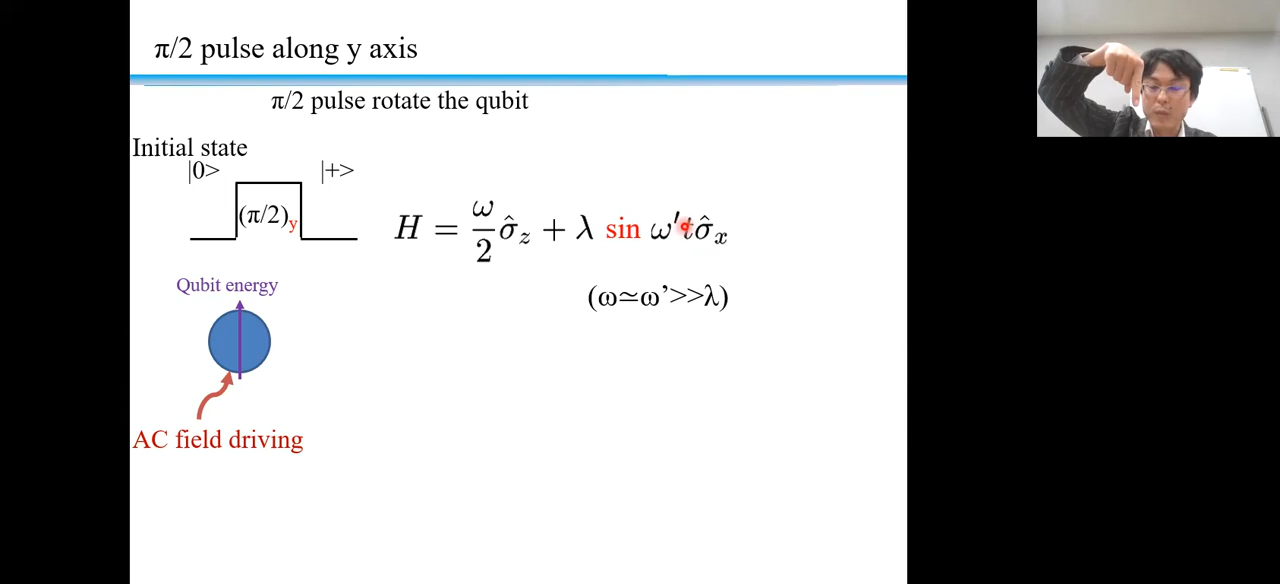 π/2 pulse along y axis
π/2 pulse rotate the qubit
Initial state
|0> |+>
(π/2)y
H = ω/2 σ̂z + λ sin ω't σ̂x
(ω≃ω’>>λ)
Qubit energy
AC field driving